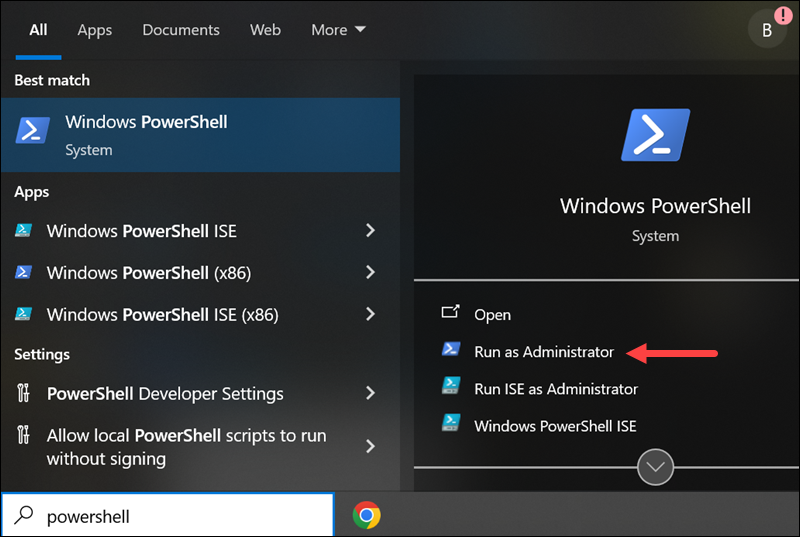 All Apps Documents Web More
B
!
Best match
Windows PowerShell
System
Apps
Windows PowerShell ISE
Windows PowerShell (x86)
Windows PowerShell ISE (x86)
Settings
PowerShell Developer Settings
Allow local PowerShell scripts to run
without signing
Windows PowerShell
System
Open
Run as Administrator
Run ISE as Administrator
Windows PowerShell ISE
powershell